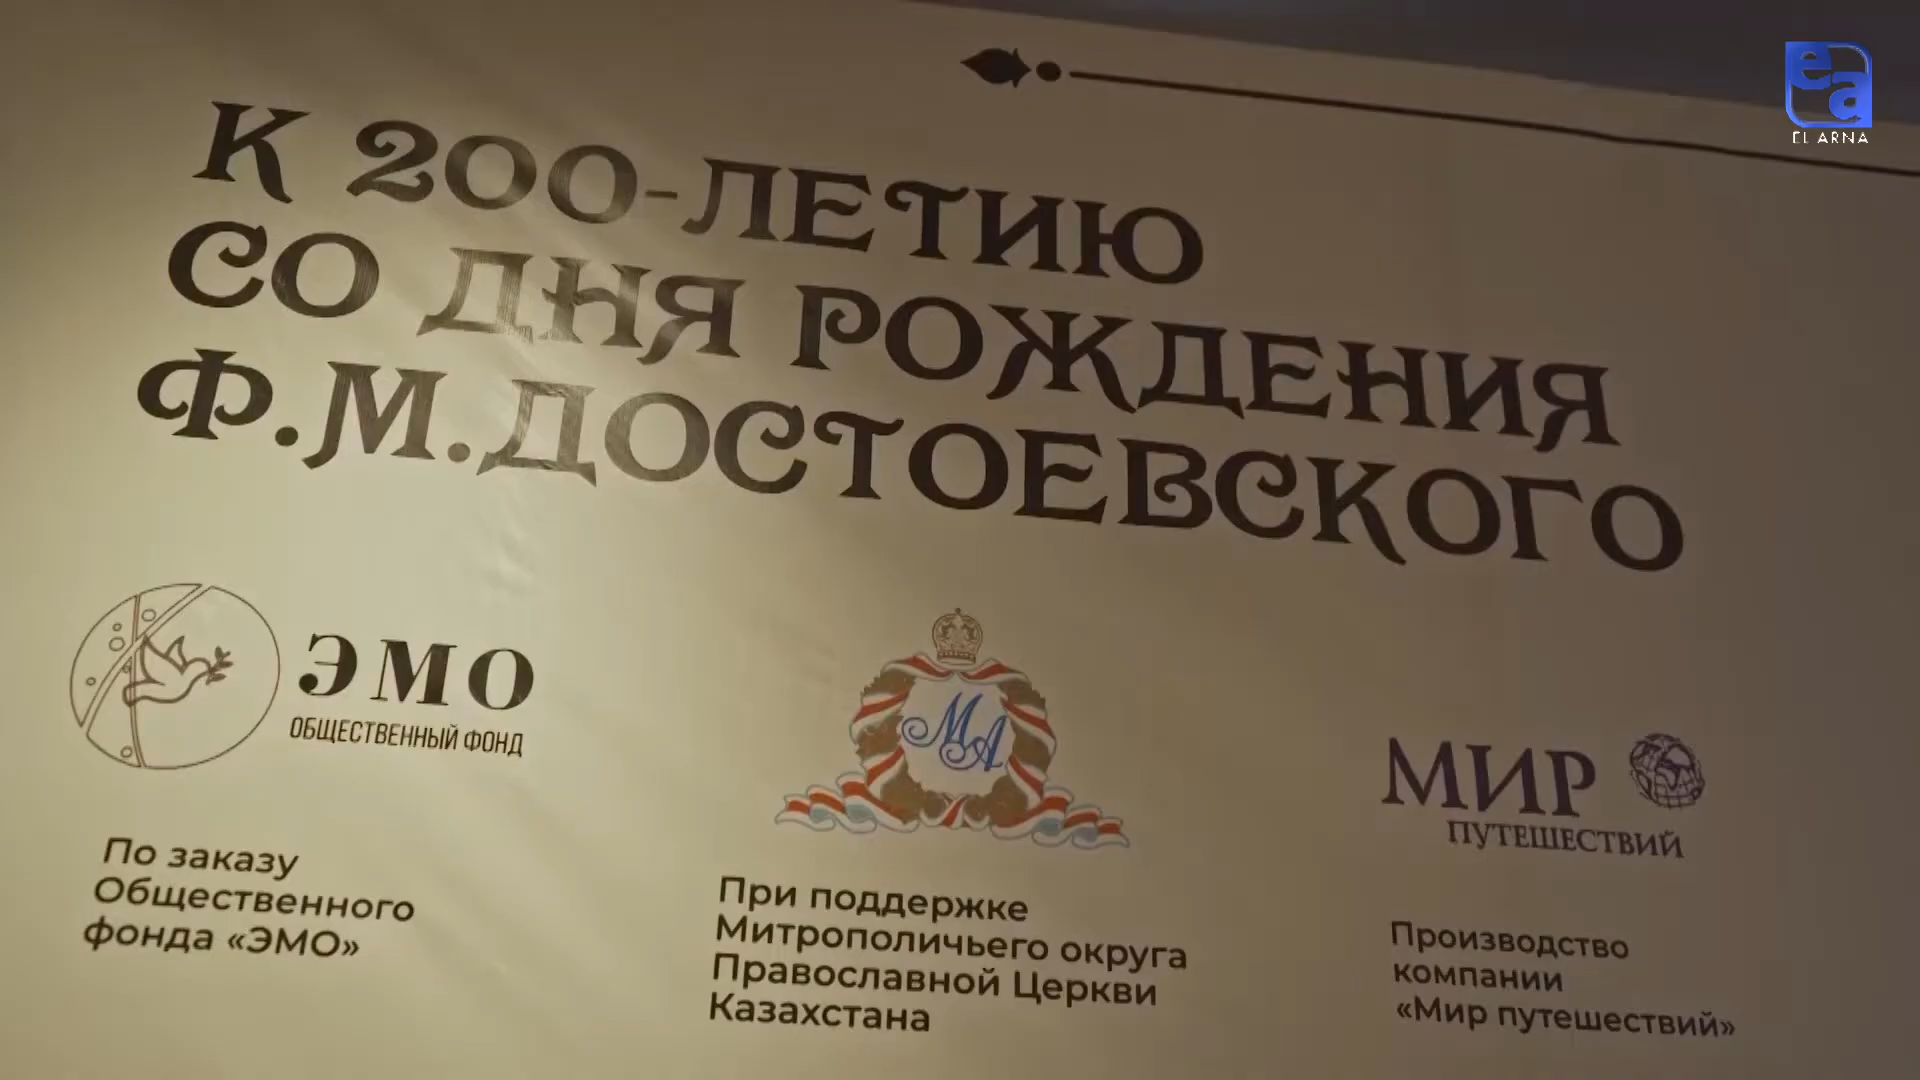 К 200-ЛЕТИЮ
СО ДНЯ РОЖДЕНИЯ
Ф.М.ДОСТОЕВСКОГО
ea
EL ARNA
ЭМО
ОБЩЕСТВЕННЫЙ ФОНД
По заказу
Общественного
фонда «ЭМО»
МА
При поддержке
Митрополичьего округа
Православной Церкви
Казахстана
МИР
ПУТЕШЕСТВИЙ
Производство
компании
«Мир путешествий»